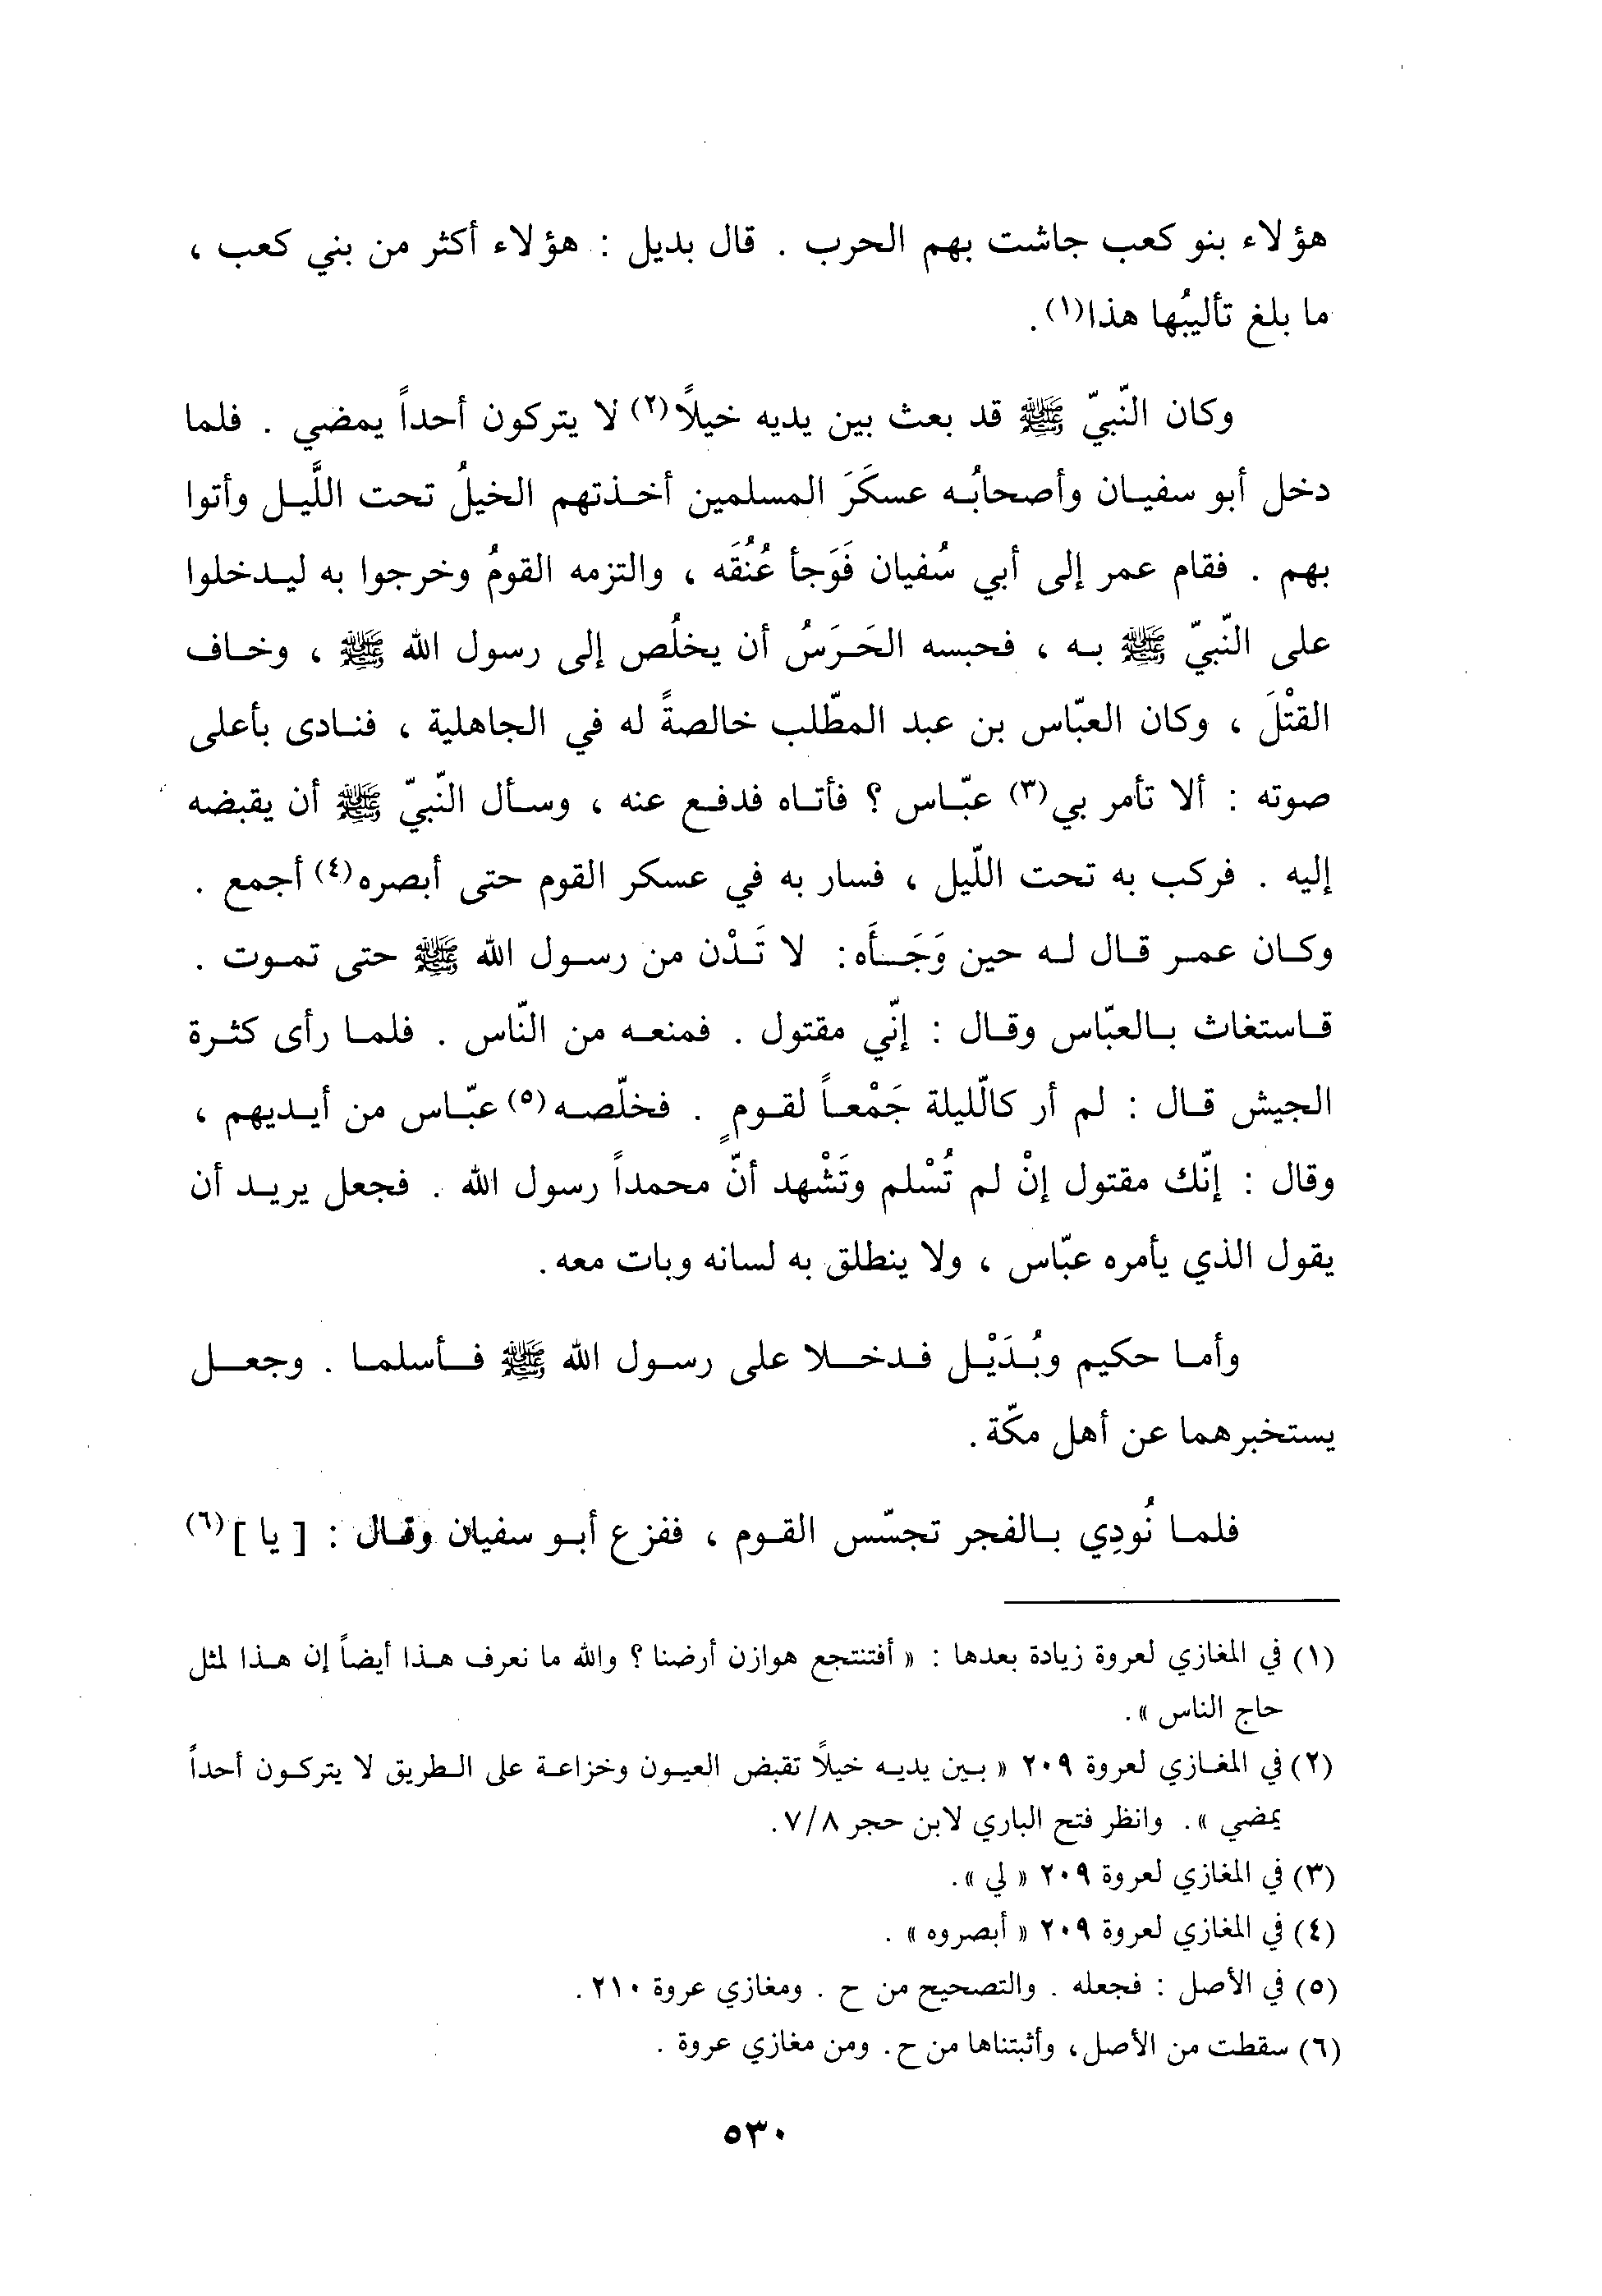 هؤلاء بنو كعب جاشت بهم الحرب . قال بديل : هؤلاء أكثر من بني كعب ،
ما بلغ تأليبُها هذا(١).
وكان النّبيّ ﷺ قد بعث بين يديه خيلًا(٢) لا يتركون أحداً يمضي . فلما
دخل أبو سفيان وأصحابُه عسكَرَ المسلمين أخذتهم الخيلُ تحت اللَّيل وأتوا
بهم . فقام عمر إلى أبي سُفيان فَوَجأ عُنُقَه ، والتزمه القومُ وخرجوا به ليدخلوا
على النّبيّ ﷺ به ، فحبسه الحَرَسُ أن يخلُص إلى رسول الله ﷺ ، وخاف
القتْلَ ، وكان العبّاس بن عبد المطّلب خالصةً له في الجاهلية ، فنادى بأعلى
صوته : ألا تأمر بي(٣) عبّاس ؟ فأتاه فدفع عنه ، وسأل النّبيّ ﷺ أن يقبضه
إليه . فركب به تحت اللّيل ، فسار به في عسكر القوم حتى أبصره(٤) أجمع .
وكان عمر قال له حين وَجَأَه: لا تَدْن من رسول الله ﷺ حتى تموت .
فاستغاث بالعبّاس وقال : إنّي مقتول . فمنعه من النّاس . فلما رأى كثرة
الجيش قال : لم أر كالّليلة جَمْعاً لقومٍ . فخلّصه(٥) عبّاس من أيديهم ،
وقال : إنّك مقتول إنْ لم تُسْلم وتَشْهد أنّ محمداً رسول الله . فجعل يريد أن
يقول الذي يأمره عبّاس ، ولا ينطلق به لسانه وبات معه .
وأما حكيم وبُدَيْل فدخلا على رسول الله ﷺ فأسلما . وجعل
يستخبرهما عن أهل مكّة .
فلما نُودِي بالفجر تجسّس القوم ، ففزع أبو سفيان وقال : [ يا ](٦)
(١) في المغازي لعروة زيادة بعدها : « أفتنتجع هوازن أرضنا ؟ والله ما نعرف هذا أيضاً إن هذا لمثل
حاج الناس ».
(٢) في المغازي لعروة ٢٠٩ « بين يديه خيلًا تقبض العيون وخزاعة على الطريق لا يتركون أحداً
يمضي ». وانظر فتح الباري لابن حجر ٧/٨.
(٣) في المغازي لعروة ٢٠٩ « لي ».
(٤) في المغازي لعروة ٢٠٩ « أبصروه » .
(٥) في الأصل : فجعله . والتصحيح من ح . ومغازي عروة ٢١٠ .
(٦) سقطت من الأصل، وأثبتناها من ح. ومن مغازي عروة .
٥٣٠